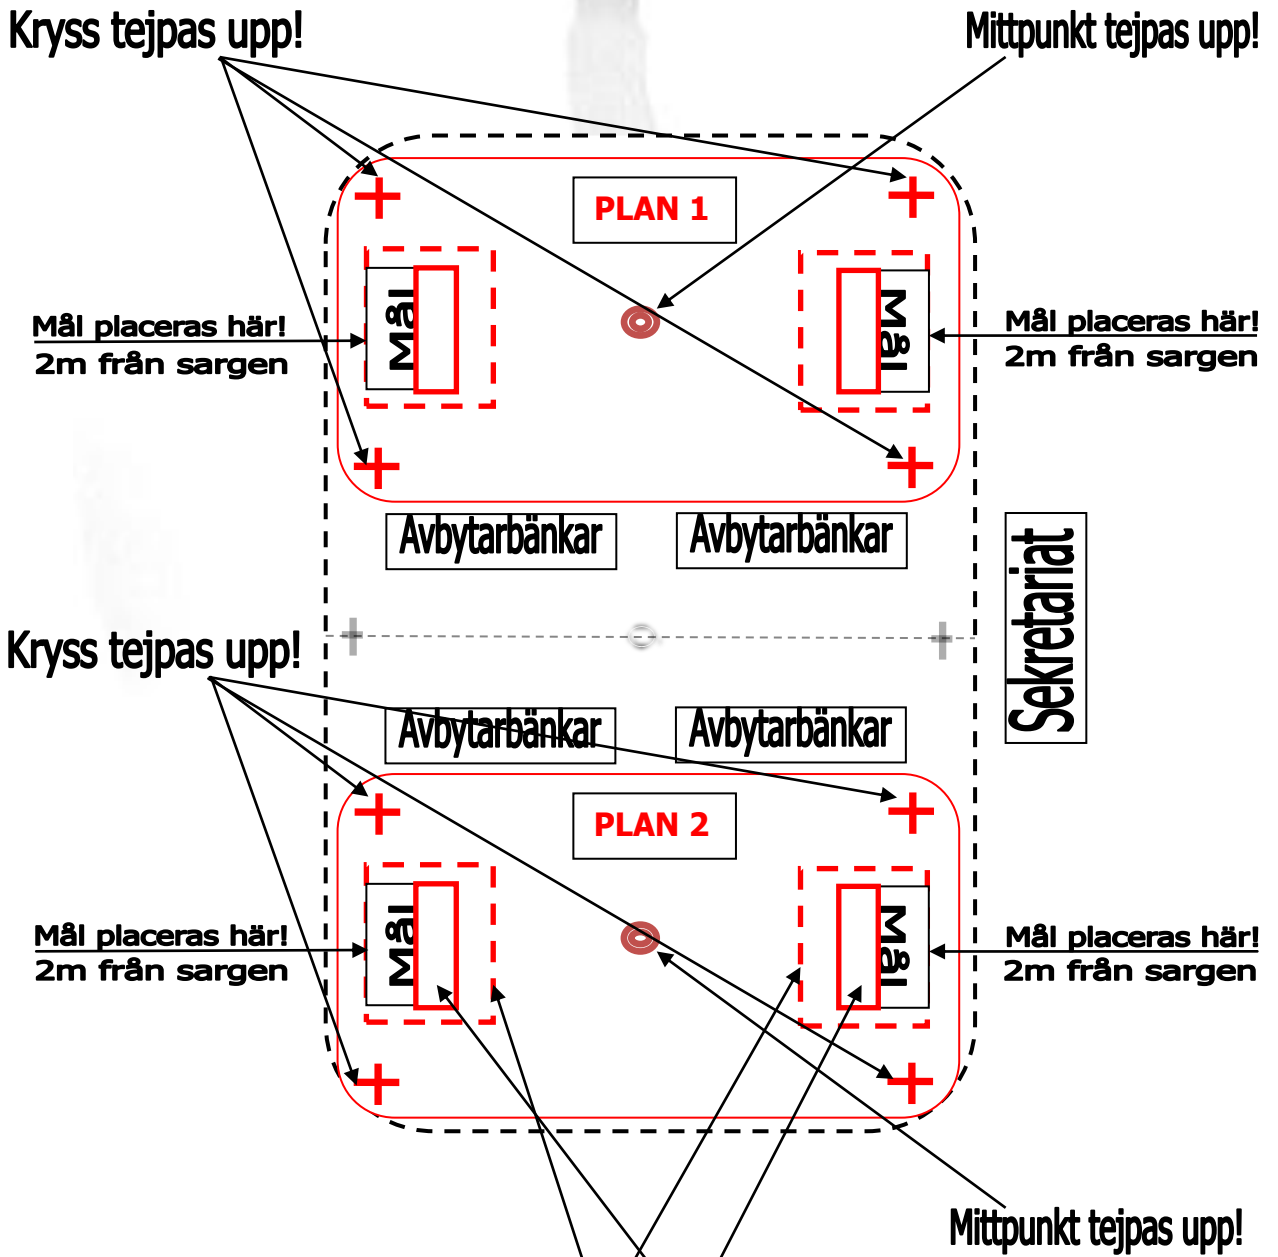 Kryss tejpas upp!
Mittpunkt tejpas upp!
PLAN 1
Mål
Mål
Mål placeras här!
2m från sargen
Mål placeras här!
2m från sargen
Avbytarbänkar
Avbytarbänkar
Sekretariat
Kryss tejpas upp!
Avbytarbänkar
Avbytarbänkar
PLAN 2
Mål
Mål
Mål placeras här!
2m från sargen
Mål placeras här!
2m från sargen
Mittpunkt tejpas upp!